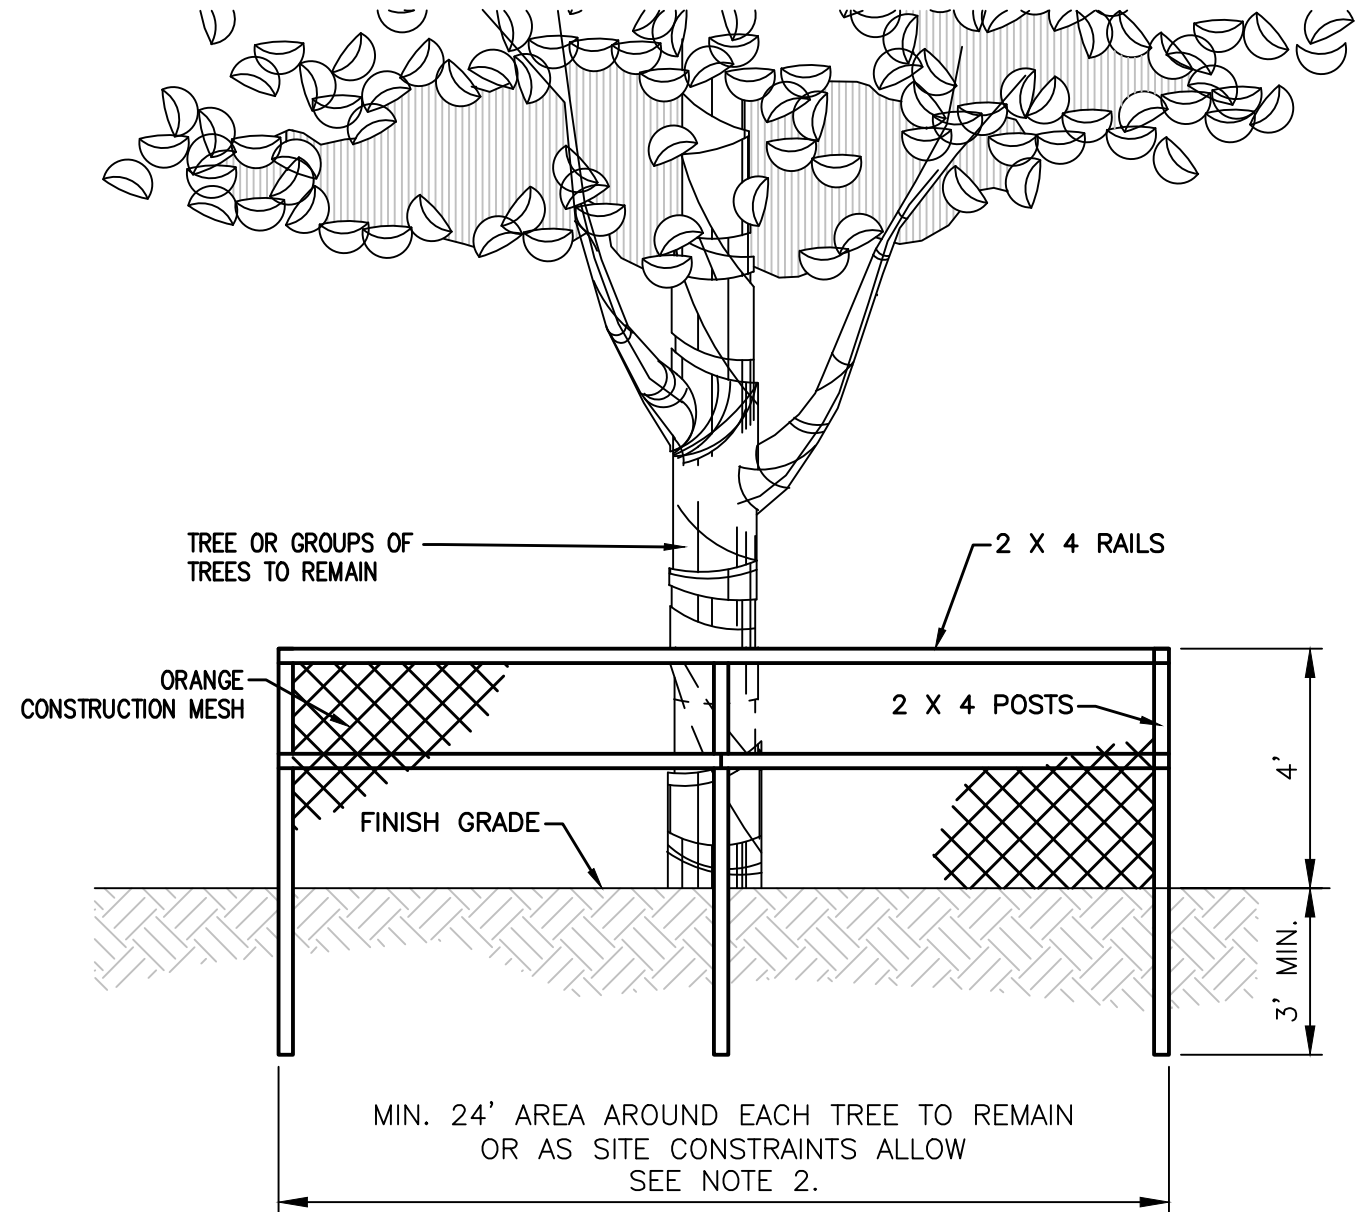 TREE OR GROUPS OF
TREES TO REMAIN
2 X 4 RAILS
ORANGE
CONSTRUCTION MESH
2 X 4 POSTS
4'
FINISH GRADE
3' MIN.
MIN. 24' AREA AROUND EACH TREE TO REMAIN
OR AS SITE CONSTRAINTS ALLOW
SEE NOTE 2.